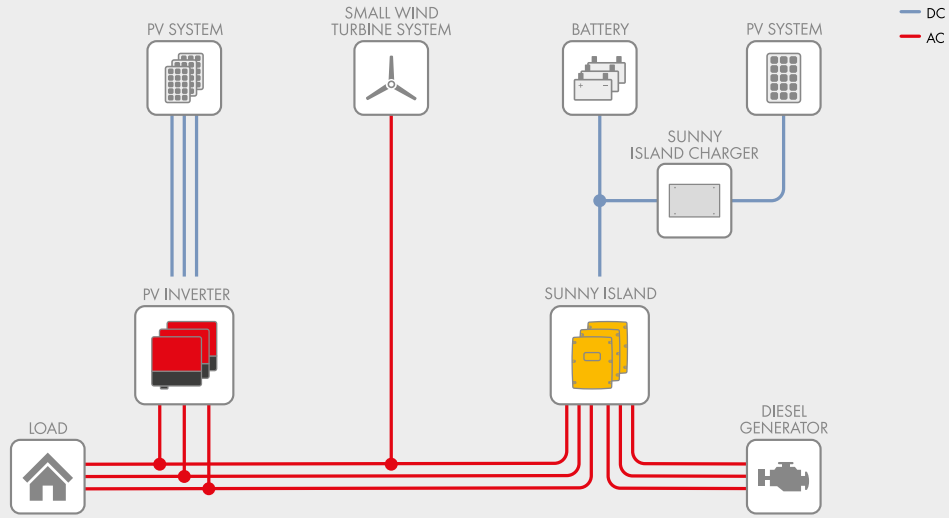 PV SYSTEM
SMALL WIND
TURBINE SYSTEM
BATTERY
PV SYSTEM
DC
AC
SUNNY
ISLAND CHARGER
PV INVERTER
SUNNY ISLAND
LOAD
DIESEL
GENERATOR